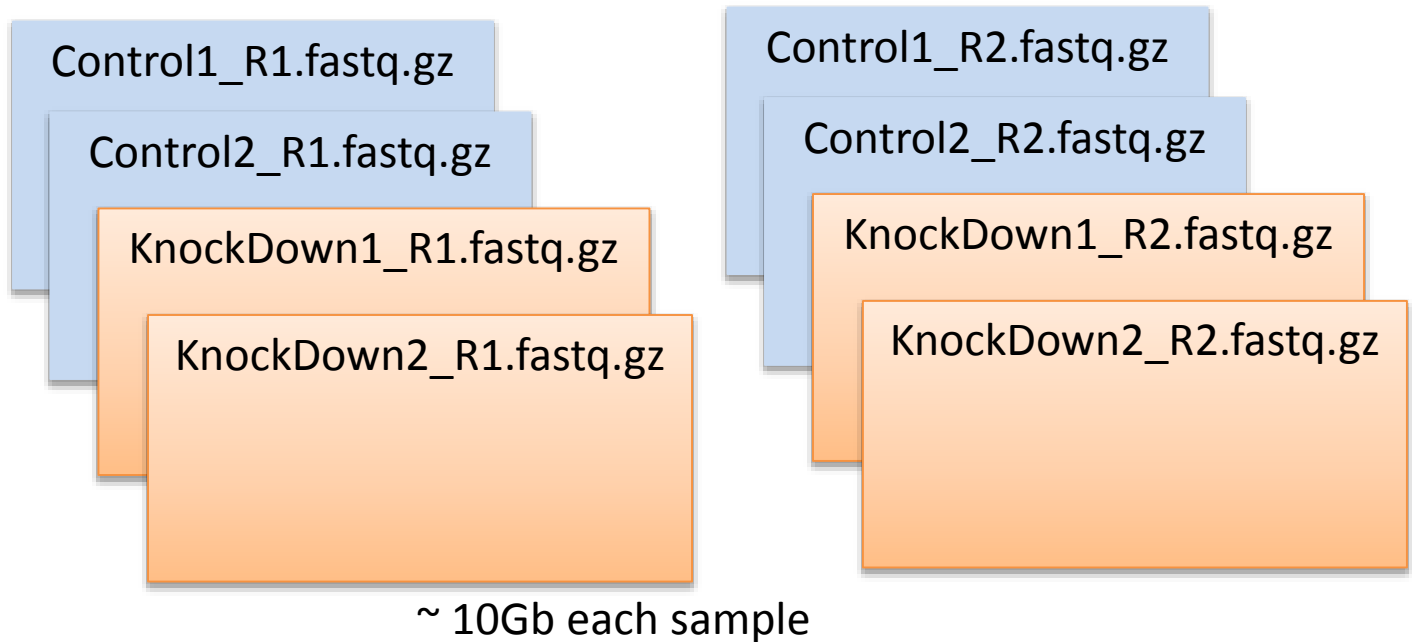 Control1_R1.fastq.gz
Control2_R1.fastq.gz
KnockDown1_R1.fastq.gz
KnockDown2_R1.fastq.gz
Control1_R2.fastq.gz
Control2_R2.fastq.gz
KnockDown1_R2.fastq.gz
KnockDown2_R2.fastq.gz
~ 10Gb each sample